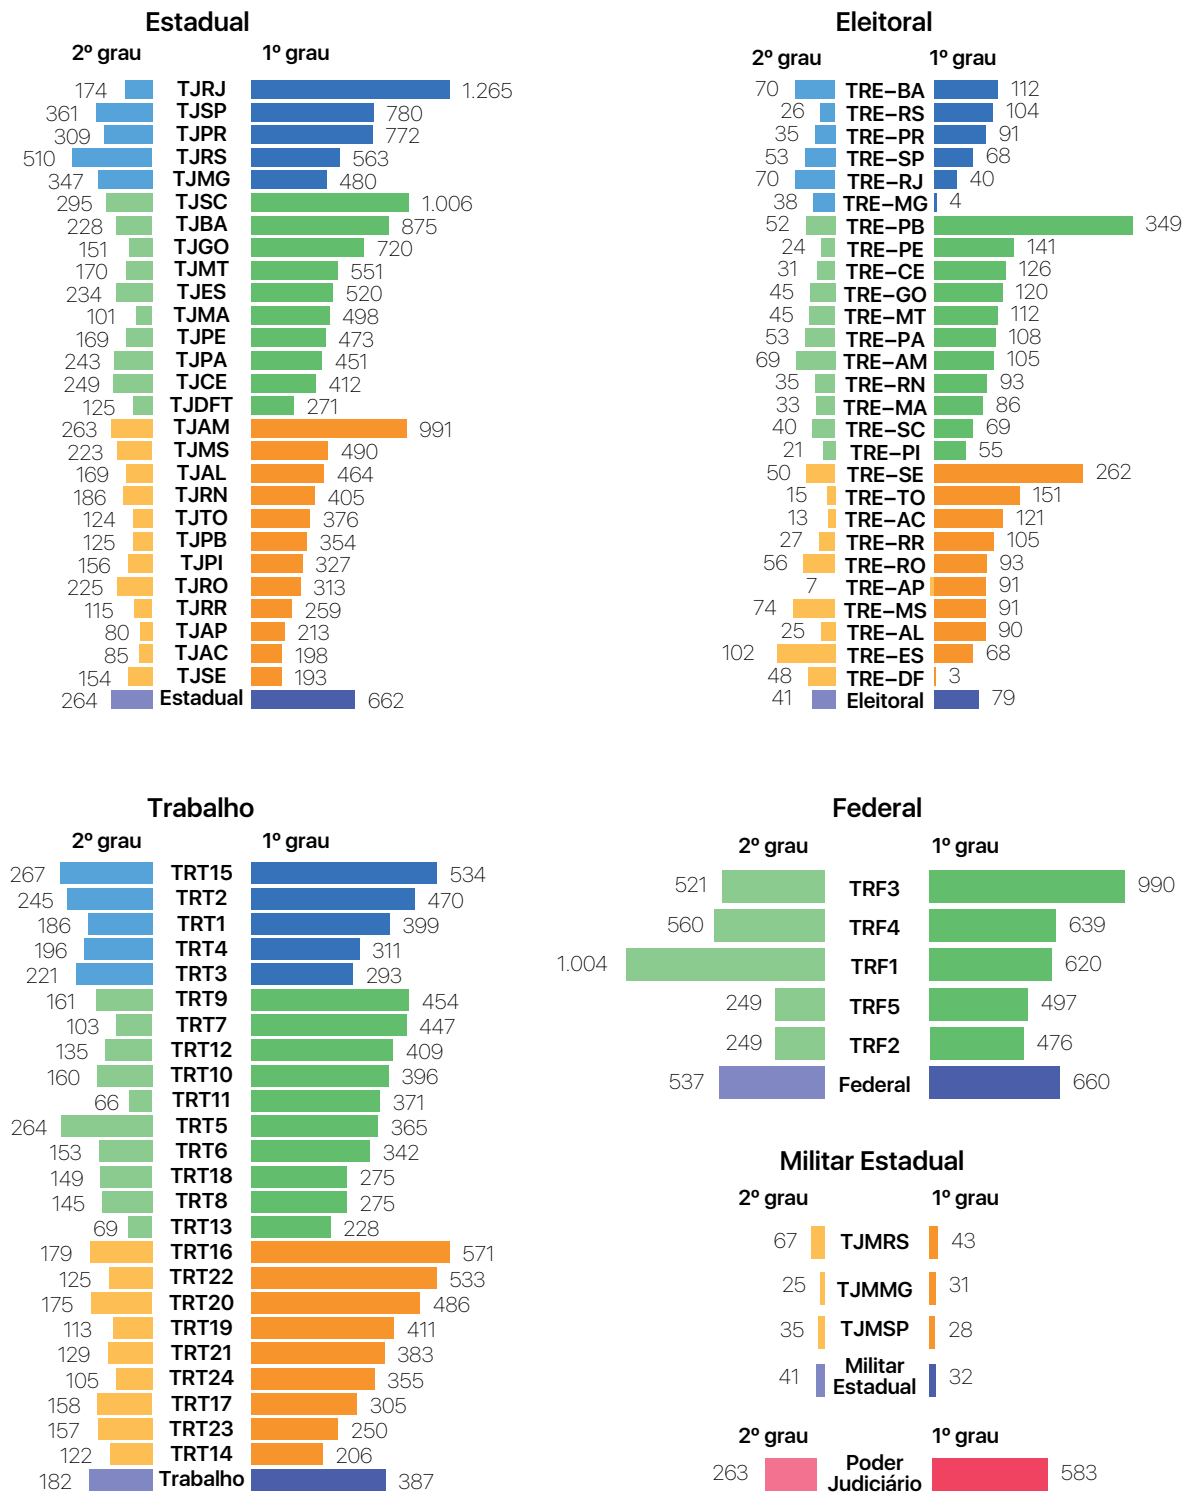 Estadual
2º grau 1º grau
174 TJRJ 1.265
361 TJSP 780
309 TJPR 772
510 TJRS 563
347 TJMG 480
295 TJSC 1.006
228 TJBA 875
151 TJGO 720
170 TJMT 551
234 TJES 520
101 TJMA 498
169 TJPE 473
243 TJPA 451
249 TJCE 412
125 TJDFT 271
263 TJAM 991
223 TJMS 490
169 TJAL 464
186 TJRN 405
124 TJTO 376
125 TJPB 354
156 TJPI 327
225 TJRO 313
115 TJRR 259
80 TJAP 213
85 TJAC 198
154 TJSE 193
264 Estadual 662
Eleitoral
2º grau 1º grau
70 TRE–BA 112
26 TRE–RS 104
35 TRE–PR 91
53 TRE–SP 68
70 TRE–RJ 40
38 TRE–MG 4
52 TRE–PB 349
24 TRE–PE 141
31 TRE–CE 126
45 TRE–GO 120
45 TRE–MT 112
53 TRE–PA 108
69 TRE–AM 105
35 TRE–RN 93
33 TRE–MA 86
40 TRE–SC 69
21 TRE–PI 55
50 TRE–SE 262
15 TRE–TO 151
13 TRE–AC 121
27 TRE–RR 105
56 TRE–RO 93
7 TRE–AP 91
74 TRE–MS 91
25 TRE–AL 90
102 TRE–ES 68
48 TRE–DF 3
41 Eleitoral 79
Trabalho
2º grau 1º grau
267 TRT15 534
245 TRT2 470
186 TRT1 399
196 TRT4 311
221 TRT3 293
161 TRT9 454
103 TRT7 447
135 TRT12 409
160 TRT10 396
66 TRT11 371
264 TRT5 365
153 TRT6 342
149 TRT18 275
145 TRT8 275
69 TRT13 228
179 TRT16 571
125 TRT22 533
175 TRT20 486
113 TRT19 411
129 TRT21 383
105 TRT24 355
158 TRT17 305
157 TRT23 250
122 TRT14 206
182 Trabalho 387
Federal
2º grau 1º grau
521 TRF3 990
560 TRF4 639
1.004 TRF1 620
249 TRF5 497
249 TRF2 476
537 Federal 660
Militar Estadual
2º grau 1º grau
67 TJMRS 43
25 TJMMG 31
35 TJMSP 28
41 Militar 32
Estadual
2º grau 1º grau
263 Poder 583
Judiciário